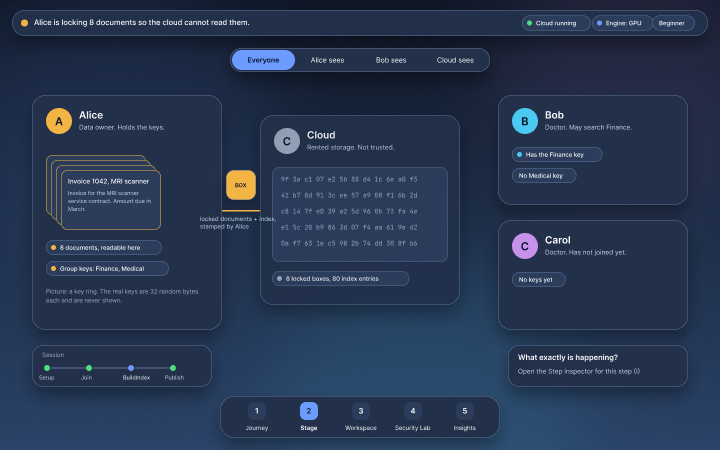 Alice is locking 8 documents so the cloud cannot read them.
Cloud running
Engine: GPU
Beginner
Everyone
Alice sees
Bob sees
Cloud sees
A
Alice
Data owner. Holds the keys.
Invoice 1042, MRI scanner
Invoice for the MRI scanner
service contract. Amount due in
March.
8 documents, readable here
Group keys: Finance, Medical
Picture: a key ring. The real keys are 32 random bytes
each and are never shown.
BOX
locked documents + index,
stamped by Alice
C
Cloud
Rented storage. Not trusted.
9f 3a c1 07 e2 5b 88 d4 1c 6e a0 f3
42 b7 0d 91 3c ee 57 a9 08 f1 6b 2d
c8 14 7f e0 39 a2 5d 96 0b 73 fa 4e
e1 5c 20 b9 86 3d 07 f4 aa 61 9e d2
0a f7 63 1e c5 98 2b 74 dd 30 8f b6
8 locked boxes, 80 index entries
B
Bob
Doctor. May search Finance.
Has the Finance key
No Medical key
C
Carol
Doctor. Has not joined yet.
No keys yet
Session
Setup
Join
BuildIndex
Publish
What exactly is happening?
Open the Step Inspector for this step (I)
1
Journey
2
Stage
3
Workspace
4
Security Lab
5
Insights